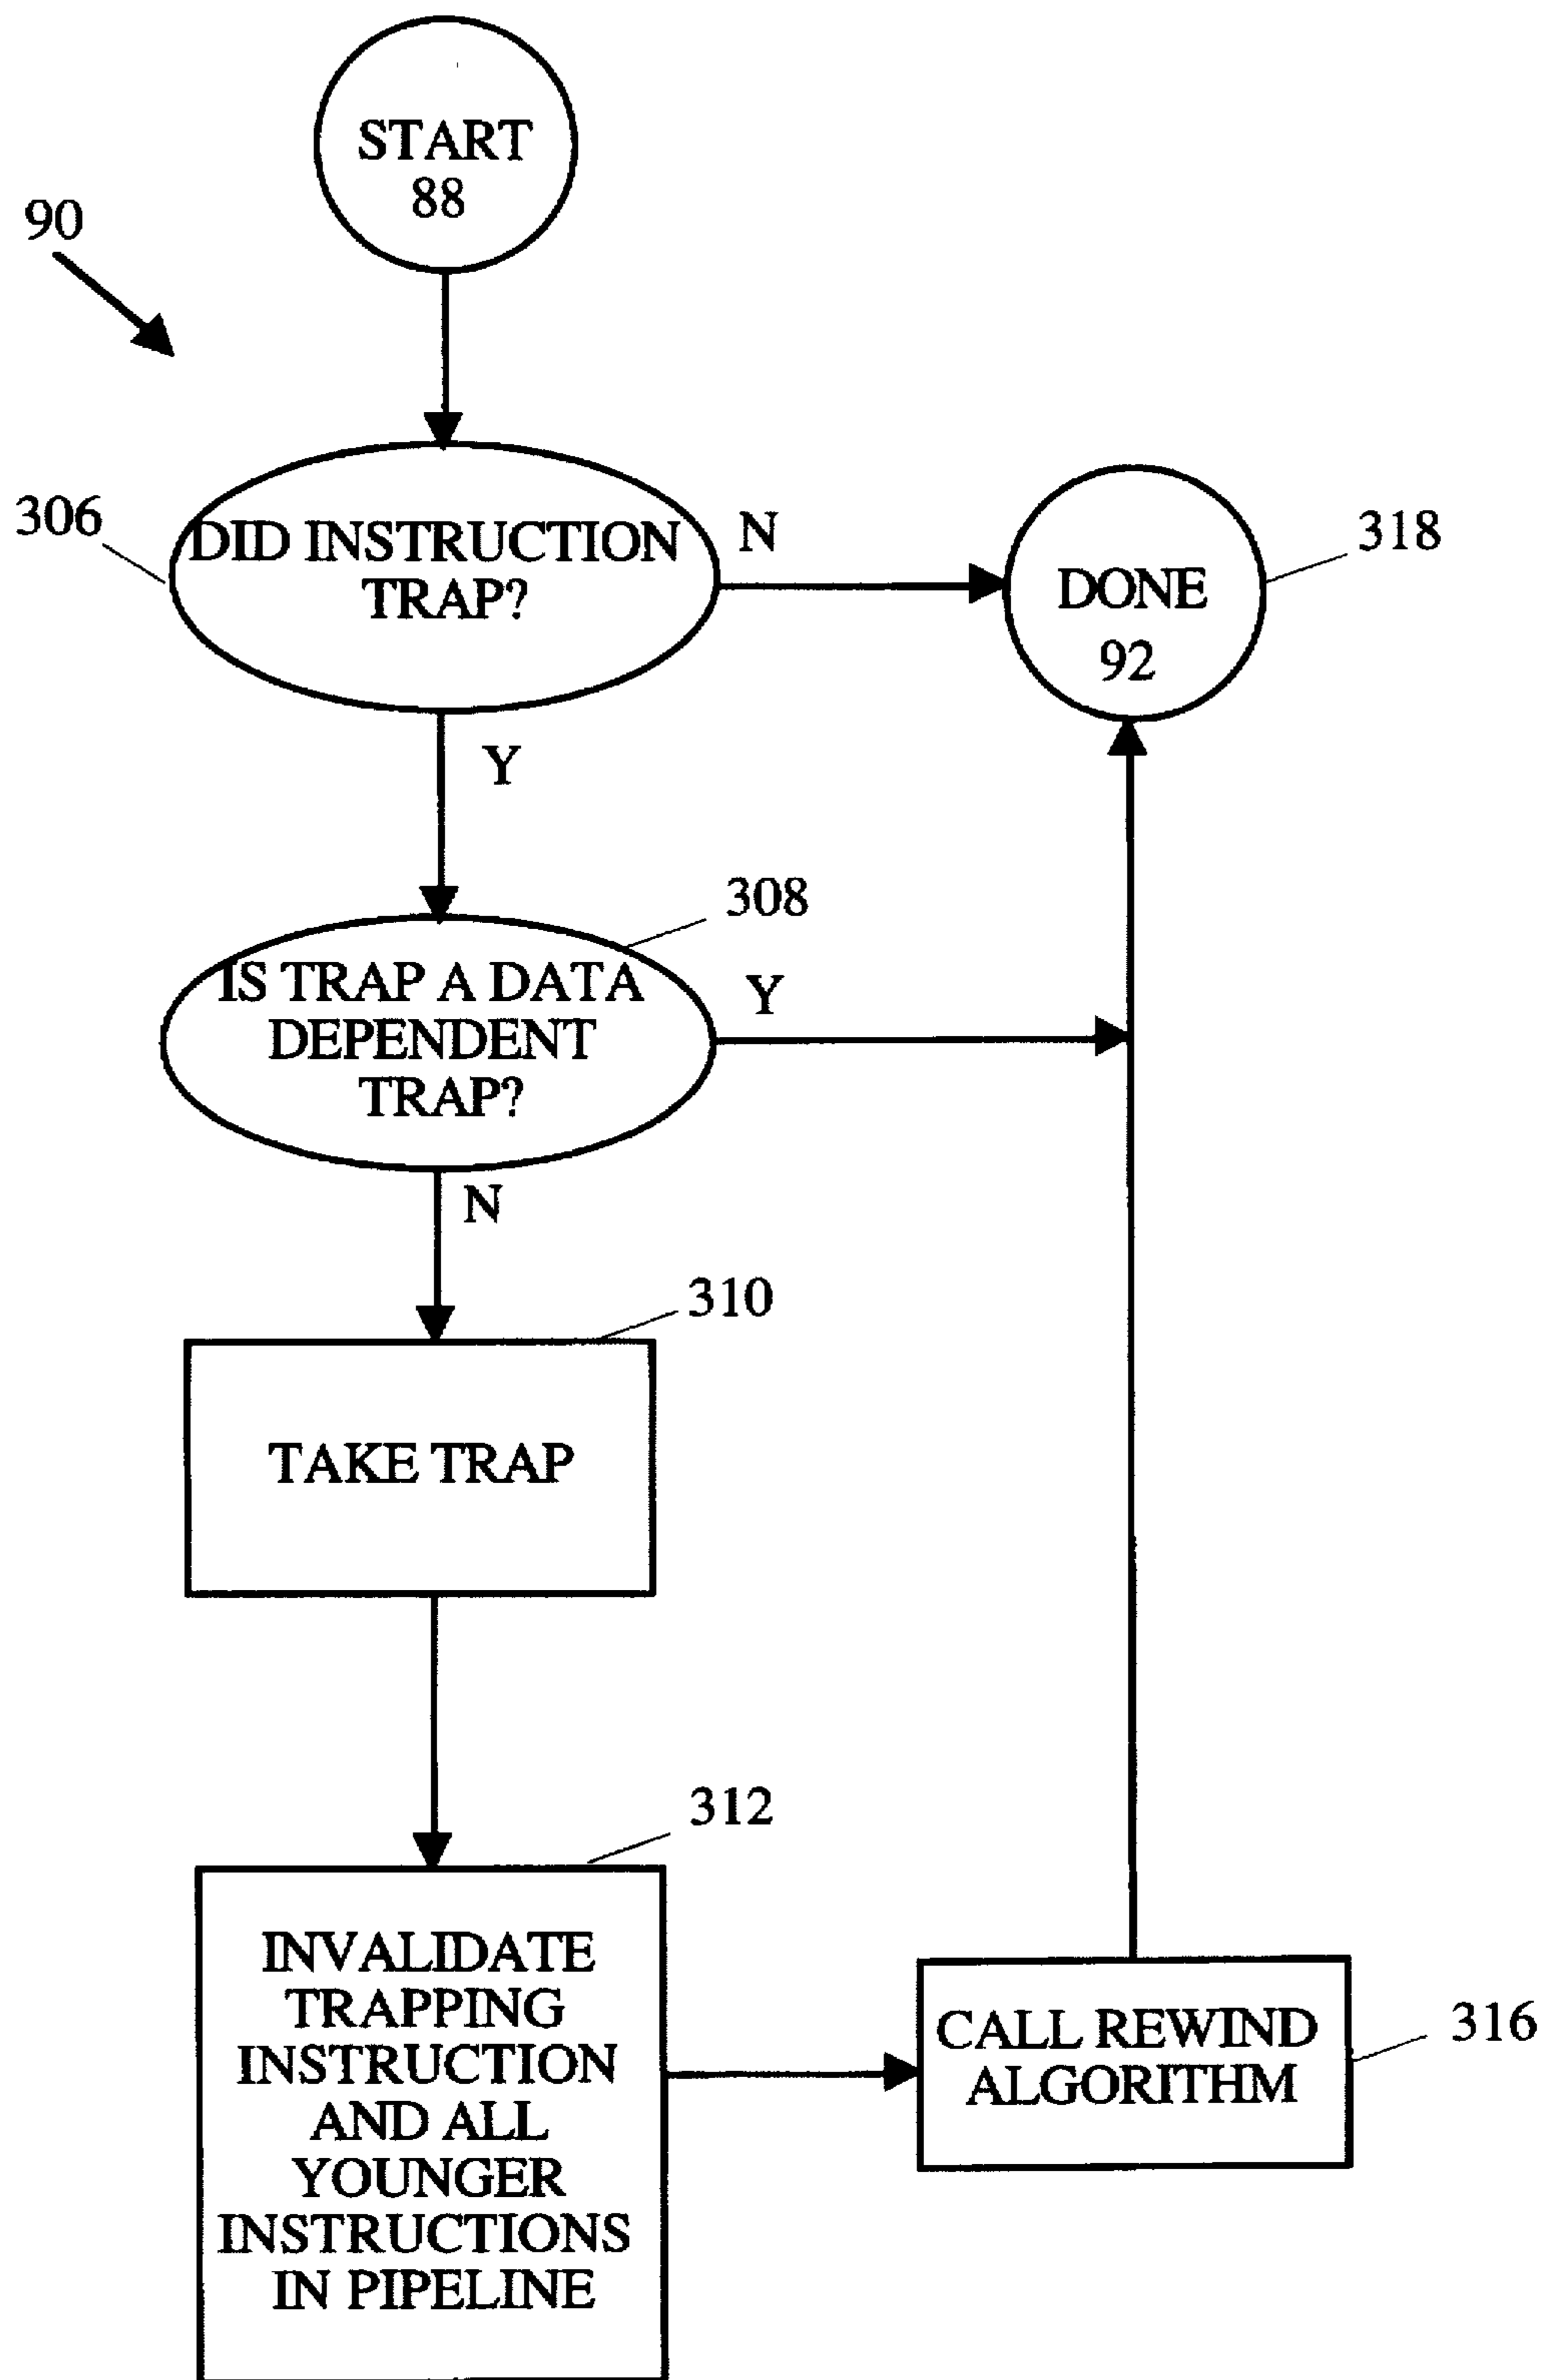 START
88
90
306
DID INSTRUCTION
TRAP?
N
DONE
92
318
Y
308
IS TRAP A DATA
DEPENDENT
TRAP?
Y
N
310
TAKE TRAP
312
INVALIDATE
TRAPPING
INSTRUCTION
AND ALL
YOUNGER
INSTRUCTIONS
IN PIPELINE
CALL REWIND
ALGORITHM
316